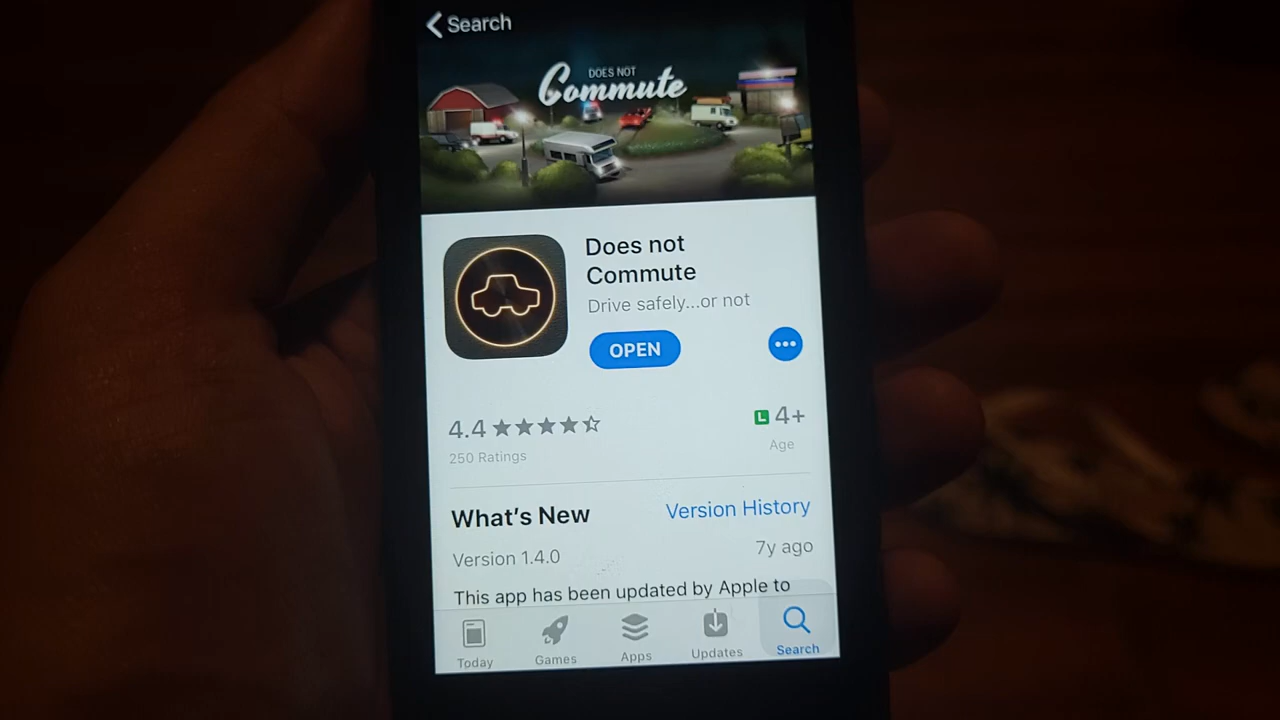 Search
DOES NOT
Commute
Does not
Commute
Drive safely...or not
OPEN
4.4
L 4+
250 Ratings
Age
What's New
Version History
Version 1.4.0
7y ago
This app has been updated by Apple to
Today
Games
Apps
Updates
Search